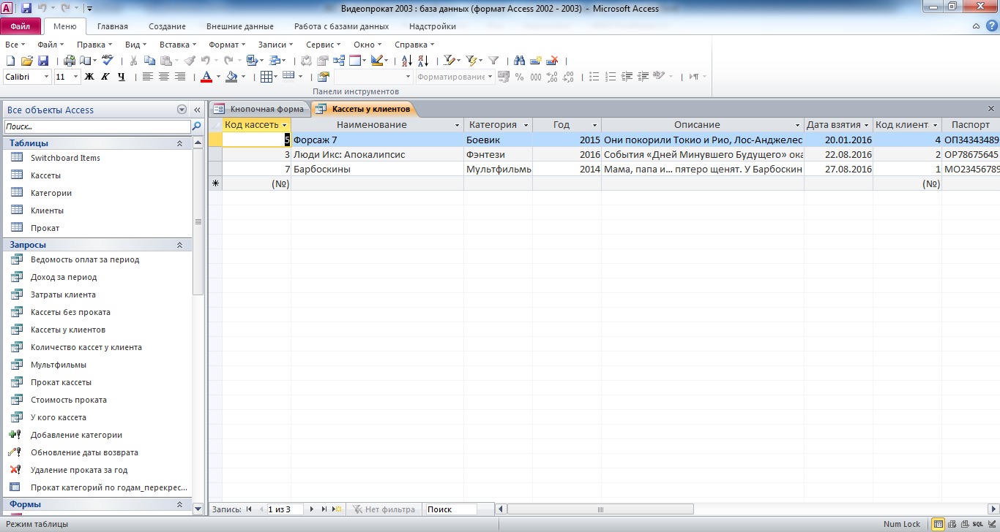 Видеопрокат 2003 : база данных (формат Access 2002 - 2003) - Microsoft Access
Файл Меню Главная Создание Внешние данные Работа с базами данных Надстройки
Все Файл Правка Вид Вставка Формат Записи Сервис Окно Справка
Calibri 11 Ж К Ч Форматирование
Панели инструментов
Все объекты Access
Поиск...
Таблицы
Switchboard Items
Кассеты
Категории
Клиенты
Прокат
Запросы
Ведомость оплат за период
Доход за период
Затраты клиента
Кассеты без проката
Кассеты у клиентов
Количество кассет у клиента
Мультфильмы
Прокат кассеты
Стоимость проката
У кого кассета
Добавление категории
Обновление даты возврата
Удаление проката за год
Прокат категорий по годам_перекрес...
Формы
Кнопочная форма Кассеты у клиентов
Код кассеть Наименование Категория Год Описание Дата взятия Код клиент Паспорт
5 Форсаж 7 Боевик 2015 Они покорили Токио и Рио, Лос-Анджелес 20.01.2016 4 ОП34343489
3 Люди Икс: Апокалипсис Фэнтези 2016 События «Дней Минувшего Будущего» ока 22.08.2016 2 ОР78675645
7 Барбоскины Мультфильмь 2014 Мама, папа и... пятеро щенят. У Барбоскин 27.08.2016 1 МО23456789
(№) (№)
Запись: 1 из 3 Нет фильтра Поиск
Режим таблицы Num Lock SQL